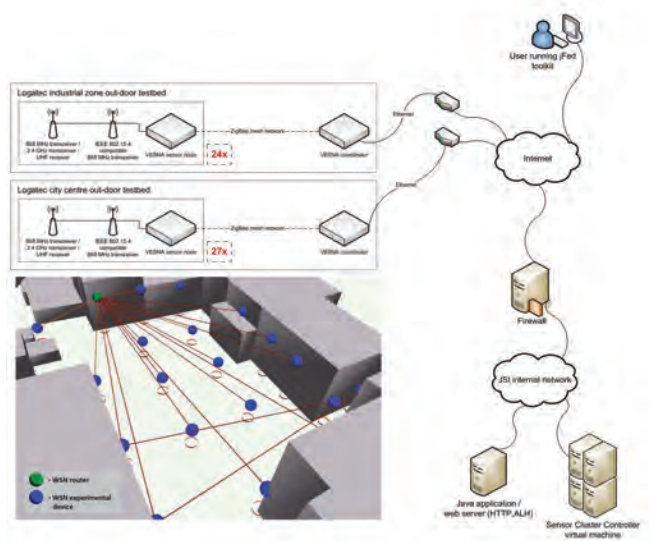 User running jFed
toolkit
Logatec industrial zone out-door testbed
868 MHz transceiver /
2.4 GHz transceiver /
UHF receiver
IEEE 802.15.4
compatible
868 MHz transceiver
VESNA sensor node
24x
ZigBee mesh network
VESNA coordinator
Ethernet
Ethernet
Internet
Logatec city centre out-door testbed
868 MHz transceiver /
2.4 GHz transceiver /
UHF receiver
IEEE 802.15.4
compatible
868 MHz transceiver
VESNA sensor node
27x
ZigBee mesh network
VESNA coordinator
Firewall
JSI internal network
- WSN router
- WSN experimental
device
Java application /
web server (HTTP,ALH)
Sensor Cluster Controller
virtual machine